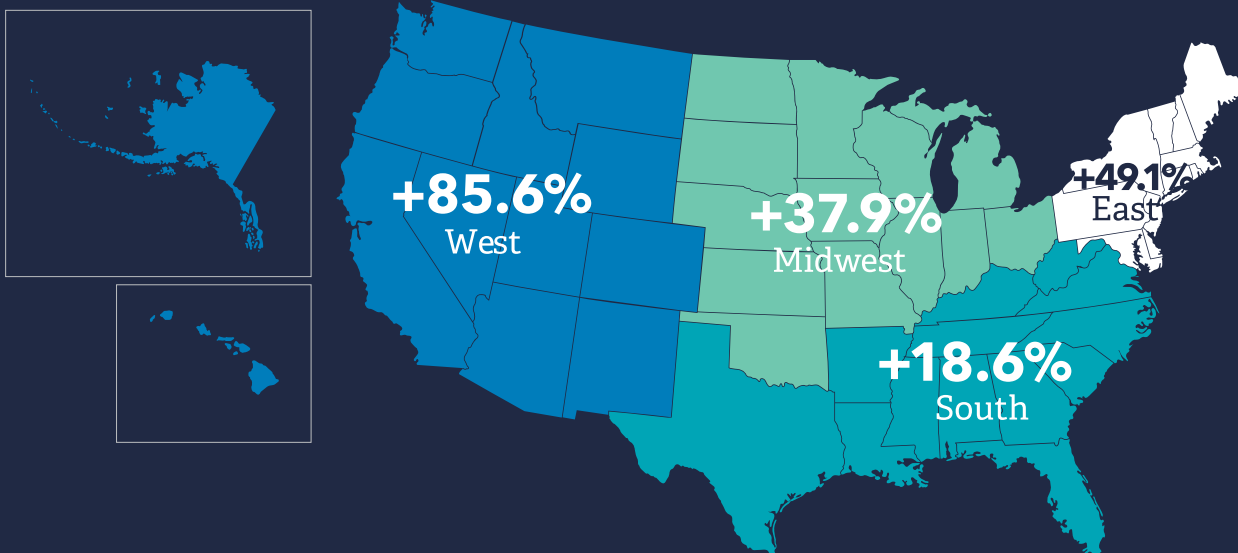 +85.6%
West
+37.9%
Midwest
+49.1%
East
+18.6%
South